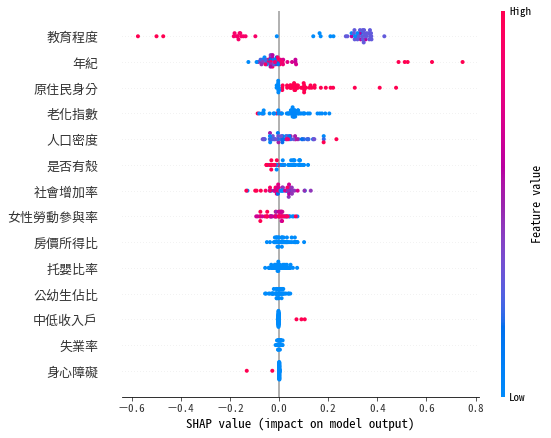 High
教育程度
年紀
原住民身分
老化指數
人口密度
是否有殼
社會增加率
女性勞動參與率
房價所得比
托嬰比率
公幼生佔比
中低收入戶
失業率
身心障礙
Feature value
Low
−0.6 −0.4 −0.2 0.0 0.2 0.4 0.6 0.8
SHAP value (impact on model output)